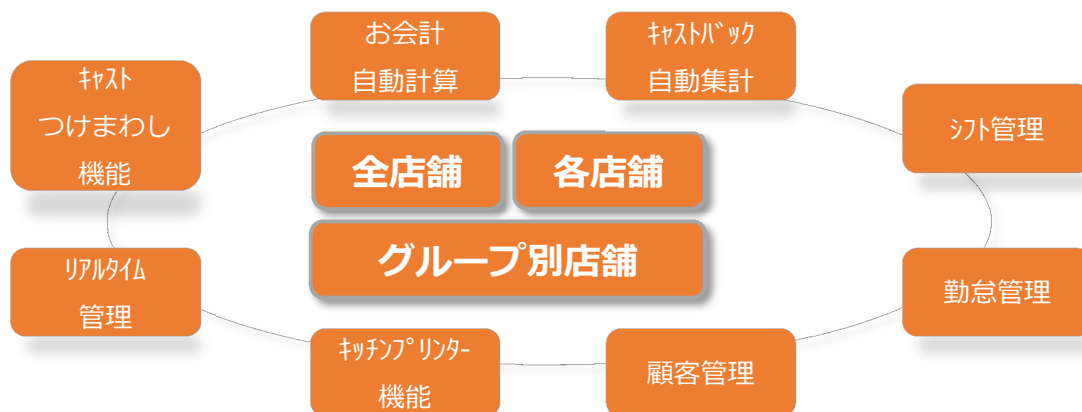 お会計
自動計算
ｷｬｽﾄﾊﾞｯｸ
自動集計
ｷｬｽﾄ
つけまわし
機能
ｼﾌﾄ管理
全店舗
各店舗
グループ別店舗
ﾘｱﾙﾀｲﾑ
管理
勤怠管理
ｷｯﾁﾝﾌﾟﾘﾝﾀｰ
機能
顧客管理